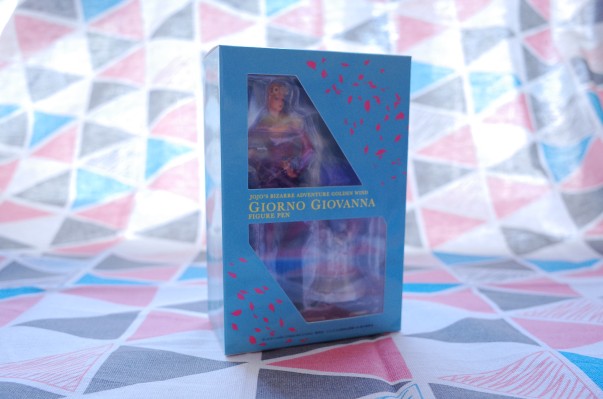 JOJO'S BIZARRE ADVENTURE GOLDEN WIND
GIORNO GIOVANNA
FIGURE PEN